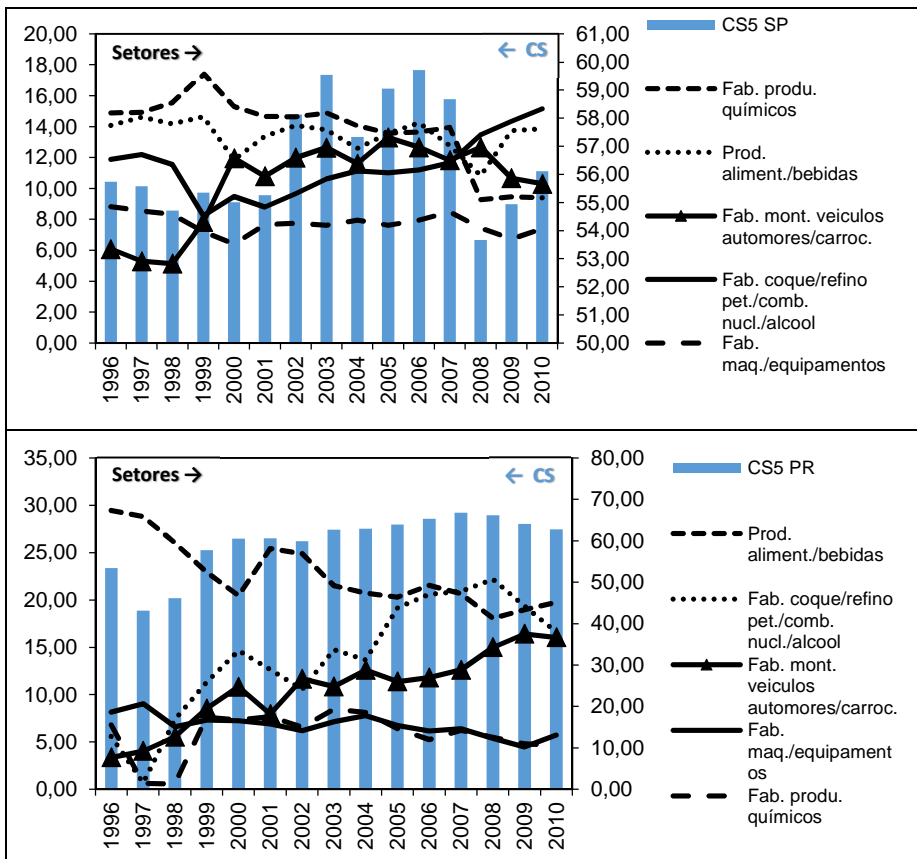 Setores →
← CS
20,00
18,00
16,00
14,00
12,00
10,00
8,00
6,00
4,00
2,00
0,00
61,00
60,00
59,00
58,00
57,00
56,00
55,00
54,00
53,00
52,00
51,00
50,00
1996
1997
1998
1999
2000
2001
2002
2003
2004
2005
2006
2007
2008
2009
2010
CS5 SP
Fab. produ.
químicos
Prod.
aliment./bebidas
Fab. mont. veiculos
automores/carroc.
Fab. coque/refino
pet./comb.
nucl./alcool
Fab.
maq./equipamentos
Setores →
← CS
35,00
30,00
25,00
20,00
15,00
10,00
5,00
0,00
80,00
70,00
60,00
50,00
40,00
30,00
20,00
10,00
0,00
1996
1997
1998
1999
2000
2001
2002
2003
2004
2005
2006
2007
2008
2009
2010
CS5 PR
Prod.
aliment./bebidas
Fab. coque/refino
pet./comb.
nucl./alcool
Fab. mont.
veiculos
automores/carroc.
Fab.
maq./equipament
os
Fab. produ.
químicos